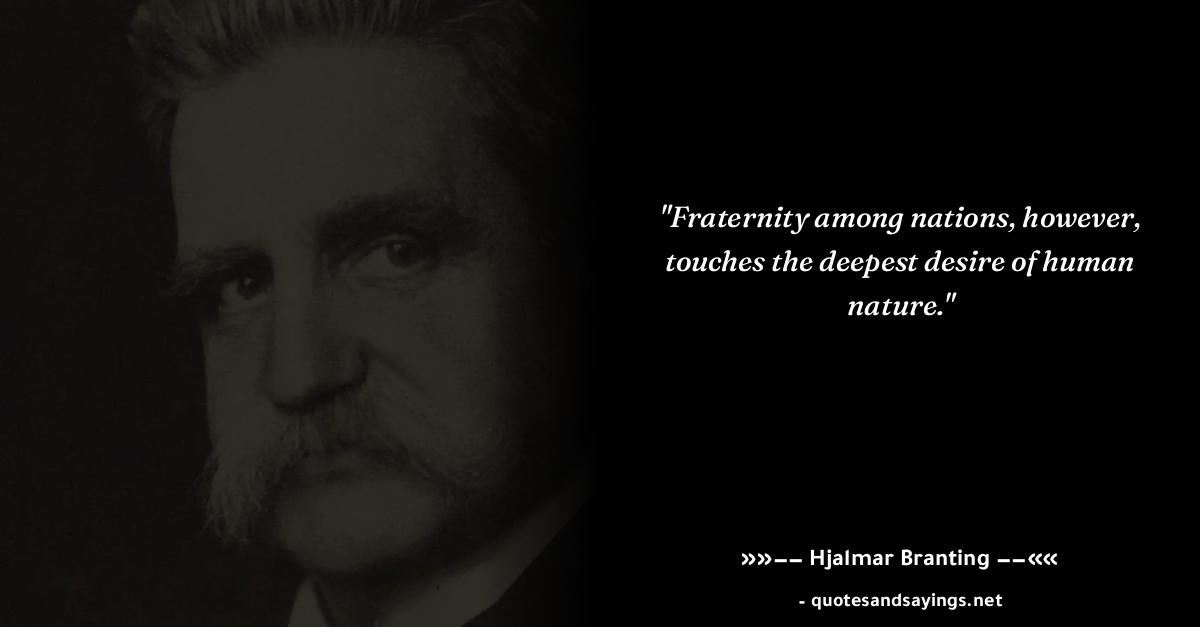 "Fraternity among nations, however,
touches the deepest desire of human
nature."
»»−− Hjalmar Branting −−««
- quotesandsayings.net